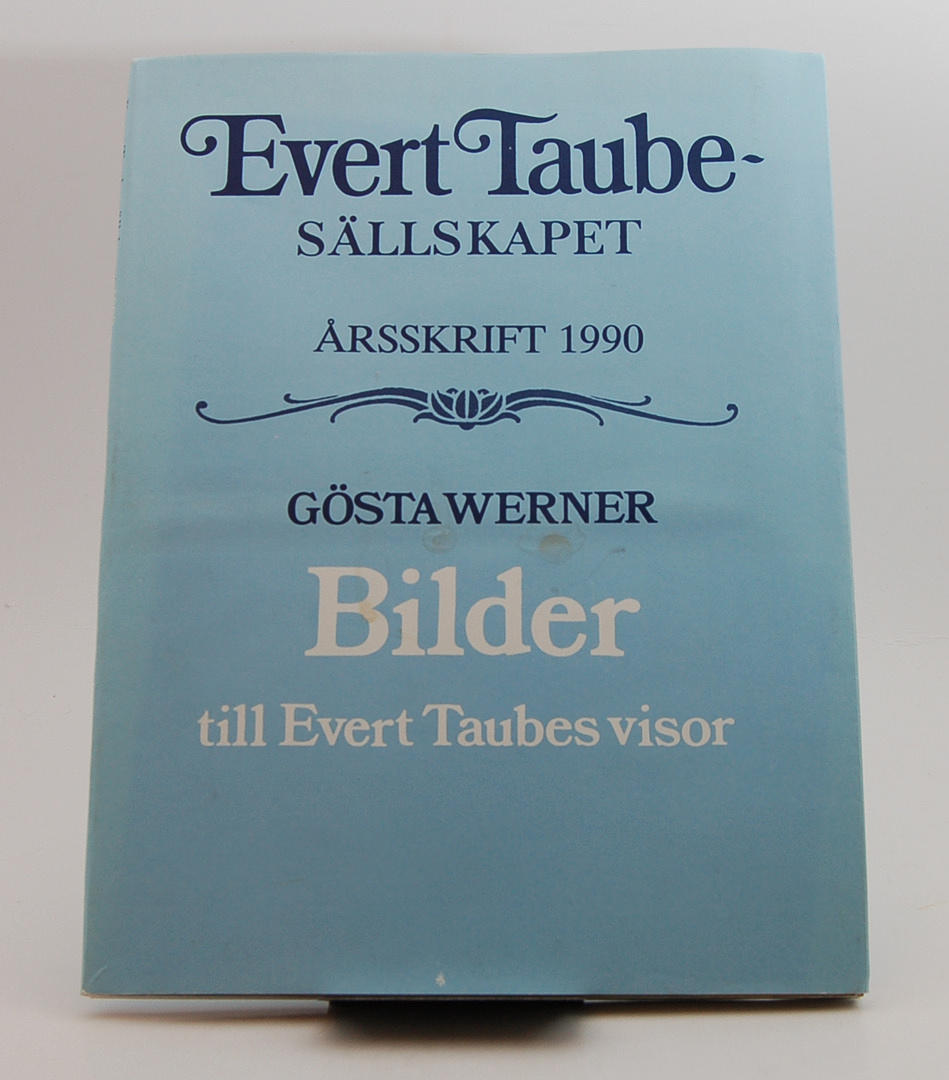 Evert Taube-
SÄLLSKAPET
ÅRSSKRIFT 1990
GÖSTA WERNER
Bilder
till Evert Taubes visor